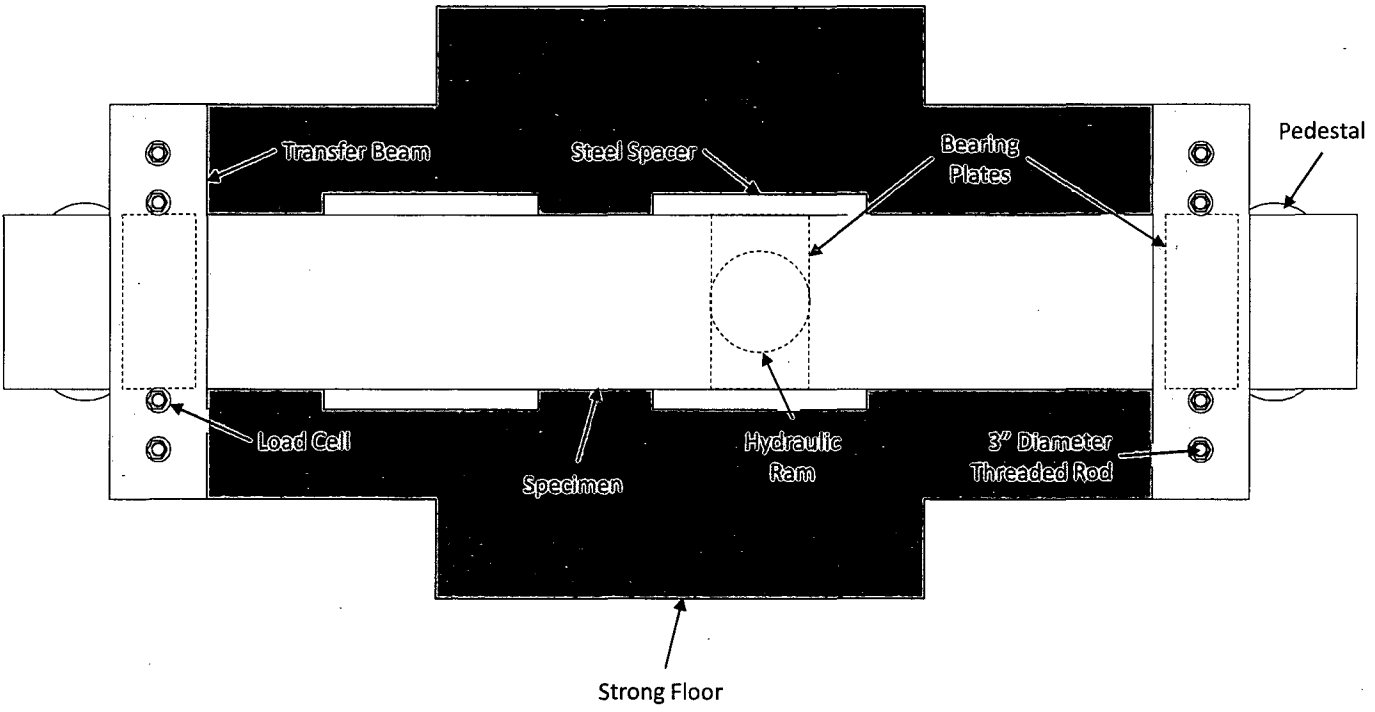 Pedestal
Transfer Beam
Steel Spacer
Bearing
Plates
Load Cell
Specimen
Hydraulic
Ram
3" Diameter
Threaded Rod
Strong Floor